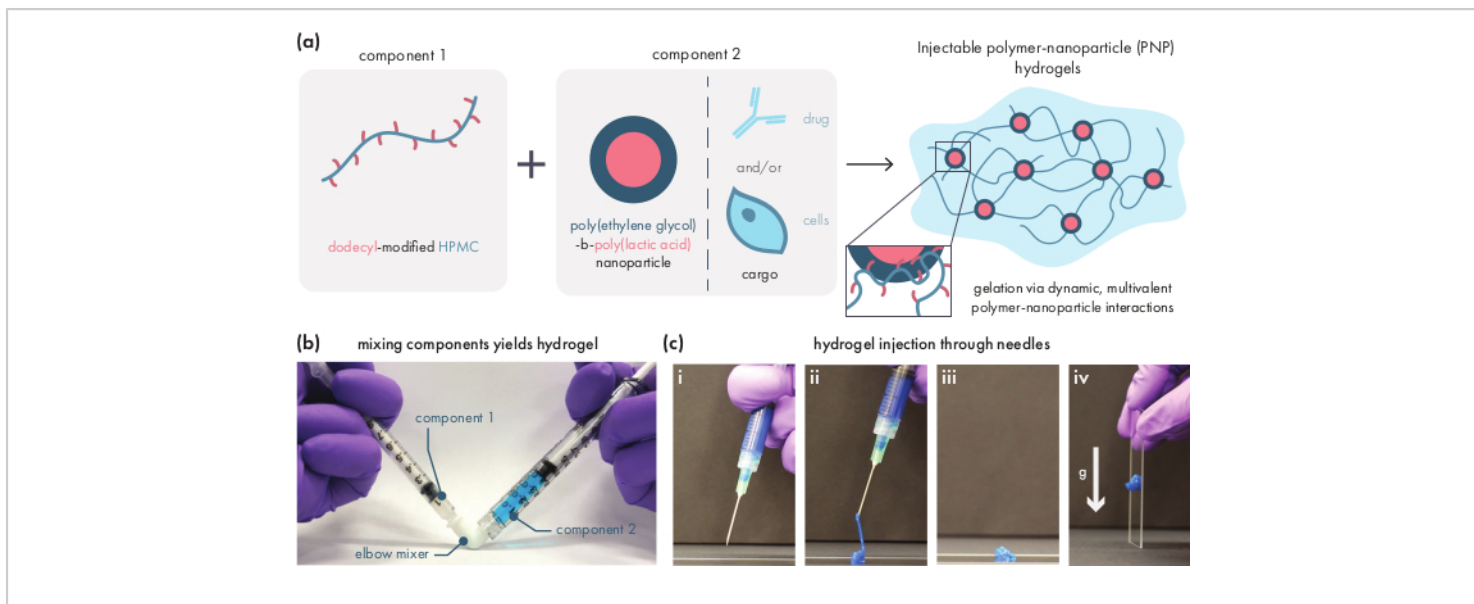 (a)
component 1
dodecyl-modified HPMC
+
component 2
poly(ethylene glycol)
-b-poly(lactic acid)
nanoparticle
drug
and/or
cells
cargo
Injectable polymer-nanoparticle (PNP)
hydrogels
gelation via dynamic, multivalent
polymer-nanoparticle interactions
(b) mixing components yields hydrogel
component 1
component 2
elbow mixer
(c) hydrogel injection through needles
i
ii
iii
iv
g